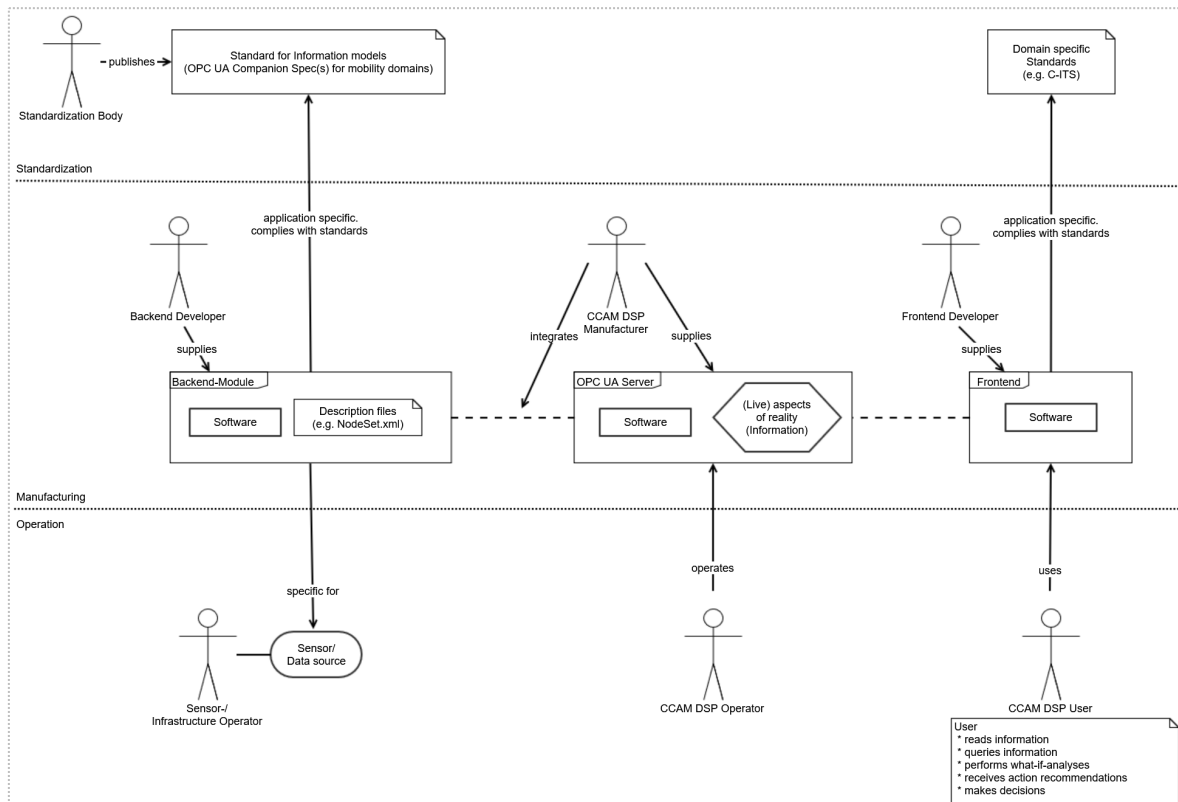 publishes
Standard for Information models
(OPC UA Companion Spec(s) for mobility domains)
Domain specific
Standards
(e.g. C-ITS)
Standardization Body
Standardization
application specific.
complies with standards
application specific.
complies with standards
Backend Developer
CCAM DSP
Manufacturer
Frontend Developer
supplies
integrates
supplies
supplies
Backend-Module
Software
Description files
(e.g. NodeSet.xml)
OPC UA Server
Software
(Live) aspects
of reality
(Information)
Frontend
Software
Manufacturing
Operation
specific for
operates
uses
Sensor/
Data source
Sensor-/
Infrastructure Operator
CCAM DSP Operator
CCAM DSP User
User
* reads information
* queries information
* performs what-if-analyses
* receives action recommendations
* makes decisions